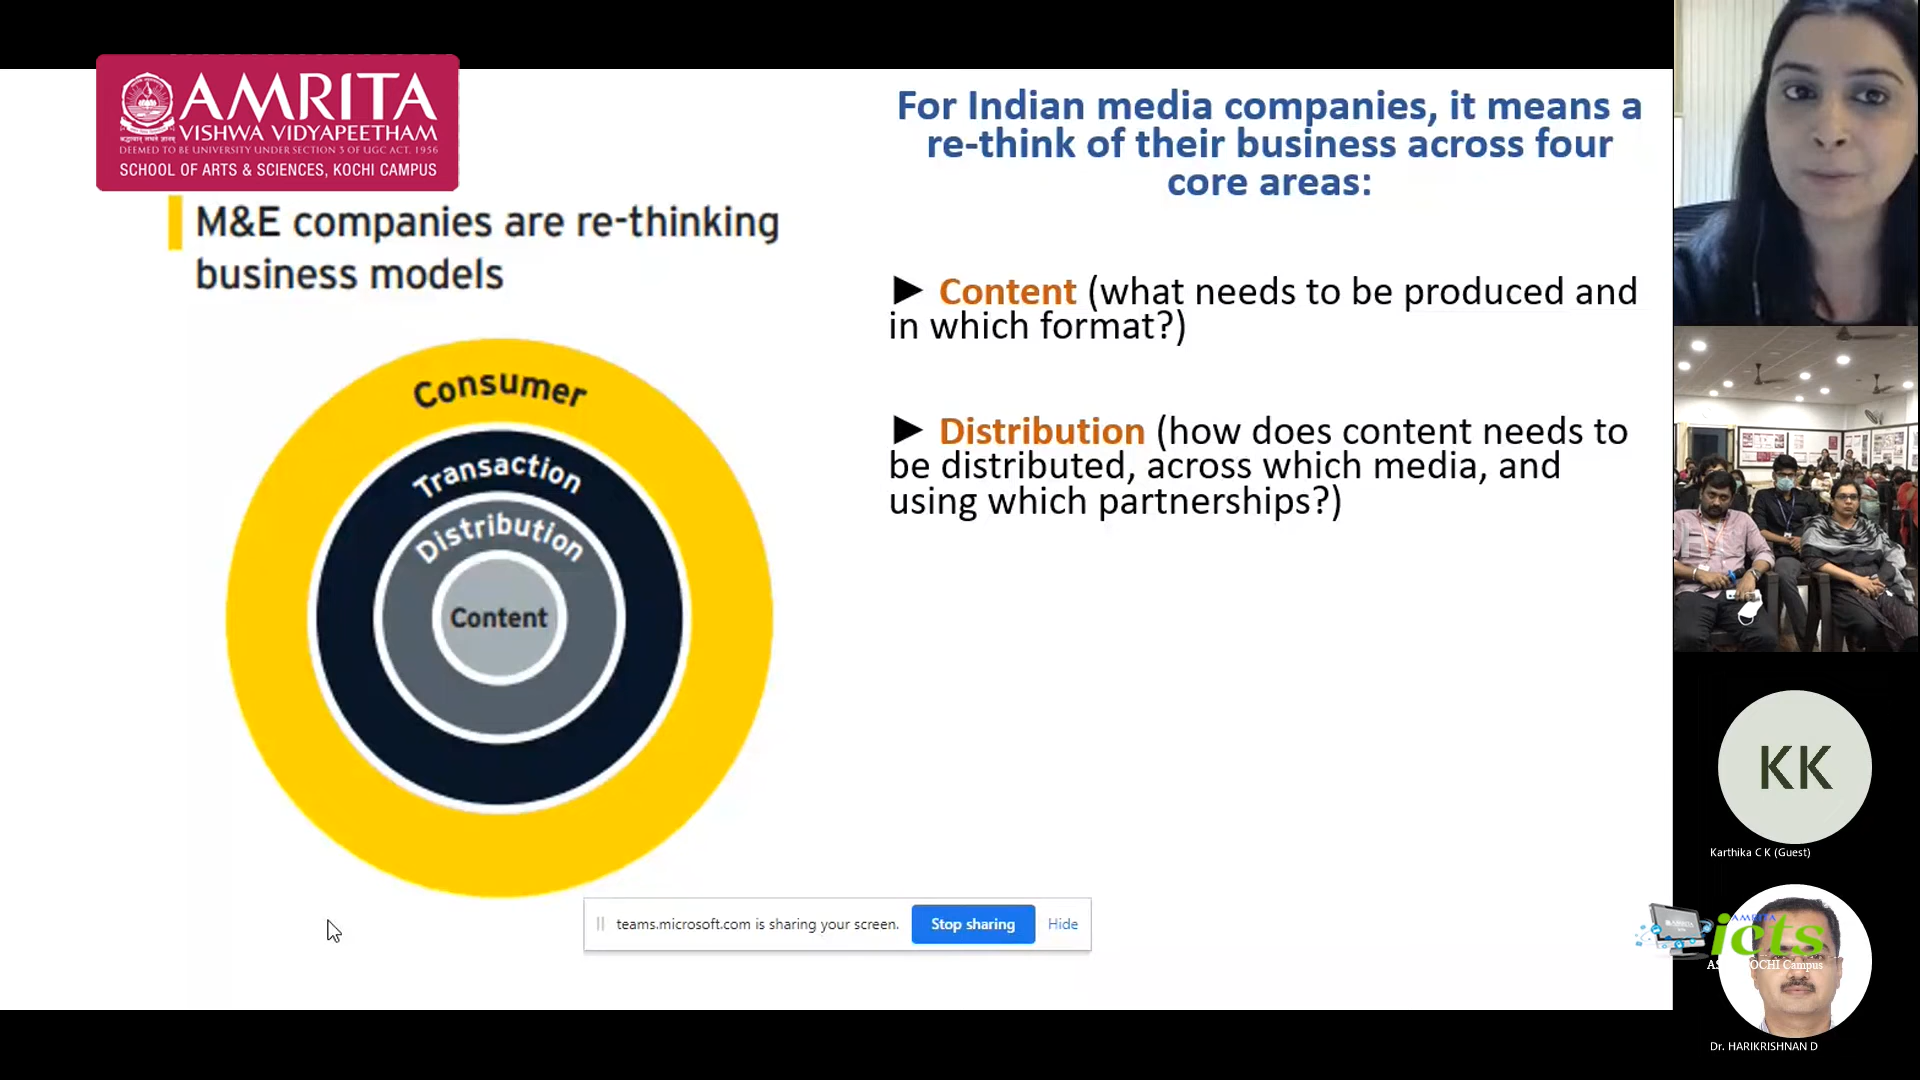 AMRITA
VISHWA VIDYAPEETHAM
DEEMED TO BE UNIVERSITY UNDER SECTION 3 OF UGC ACT. 1956
SCHOOL OF ARTS & SCIENCES, KOCHI CAMPUS
M&E companies are re-thinking
business models
Consumer
Transaction
Distribution
Content
For Indian media companies, it means a
re-think of their business across four
core areas:
► Content (what needs to be produced and
in which format?)
► Distribution (how does content needs to
be distributed, across which media, and
using which partnerships?)
teams.microsoft.com is sharing your screen.
Stop sharing
Hide
KK
Karthika C K (Guest)
AMRITA
icts
KOCHI Campus
Dr. HARIKRISHNAN D